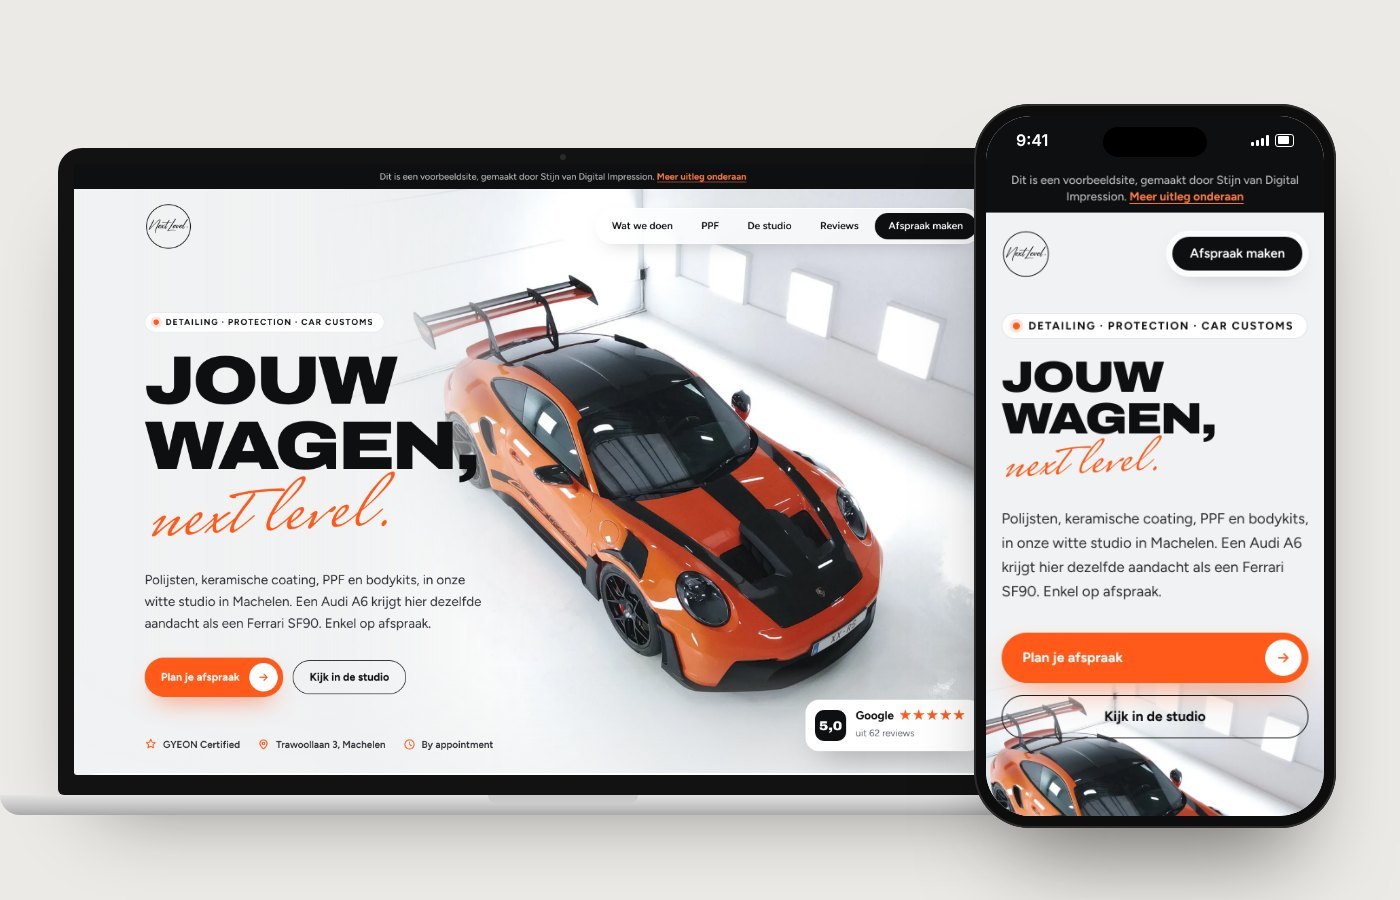 Dit is een voorbeeldsite, gemaakt door Stijn van Digital Impression. Meer uitleg onderaan
Next Level
Wat we doen
PPF
De studio
Reviews
Afspraak maken
DETAILING · PROTECTION · CAR CUSTOMS
JOUW
WAGEN,
next level.
Polijsten, keramische coating, PPF en bodykits, in onze
witte studio in Machelen. Een Audi A6 krijgt hier dezelfde
aandacht als een Ferrari SF90. Enkel op afspraak.
Plan je afspraak
Kijk in de studio
GYEON Certified
Trawoollaan 3, Machelen
By appointment
5,0
Google
uit 62 reviews
9:41
Dit is een voorbeeldsite, gemaakt door Stijn van Digital
Impression. Meer uitleg onderaan
Next Level
Afspraak maken
DETAILING · PROTECTION · CAR CUSTOMS
JOUW
WAGEN,
next level.
Polijsten, keramische coating, PPF en bodykits,
in onze witte studio in Machelen. Een Audi A6
krijgt hier dezelfde aandacht als een Ferrari
SF90. Enkel op afspraak.
Plan je afspraak
Kijk in de studio